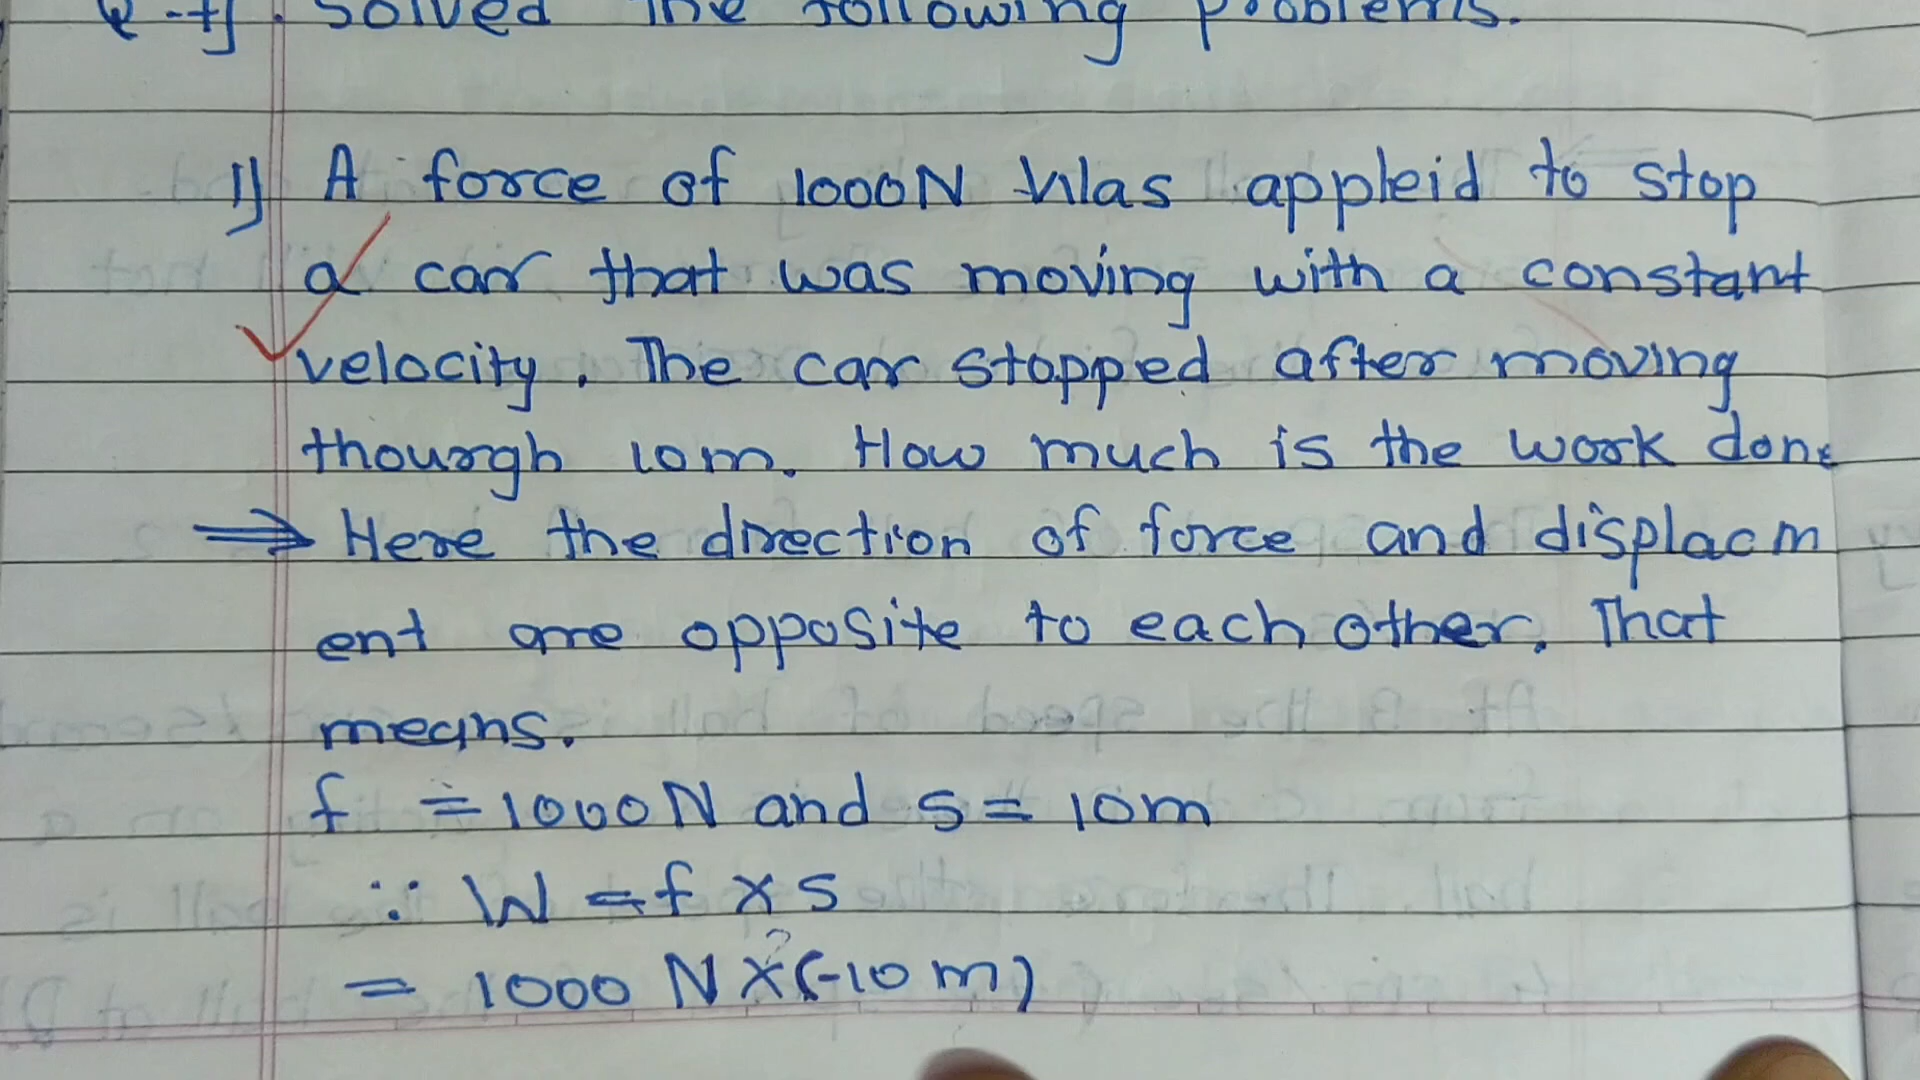 Solved the following problems.
1) A force of 1000N Was appleid to stop
a car that was moving with a constant
velocity. The car stopped after moving
thourgh 10m. How much is the work done
⇒ Here the direction of force and displacm
ent are opposite to each other. That
means.
f = 1000 N and s = 10m
∴ W = f x s
= 1000 N x (-10 m)